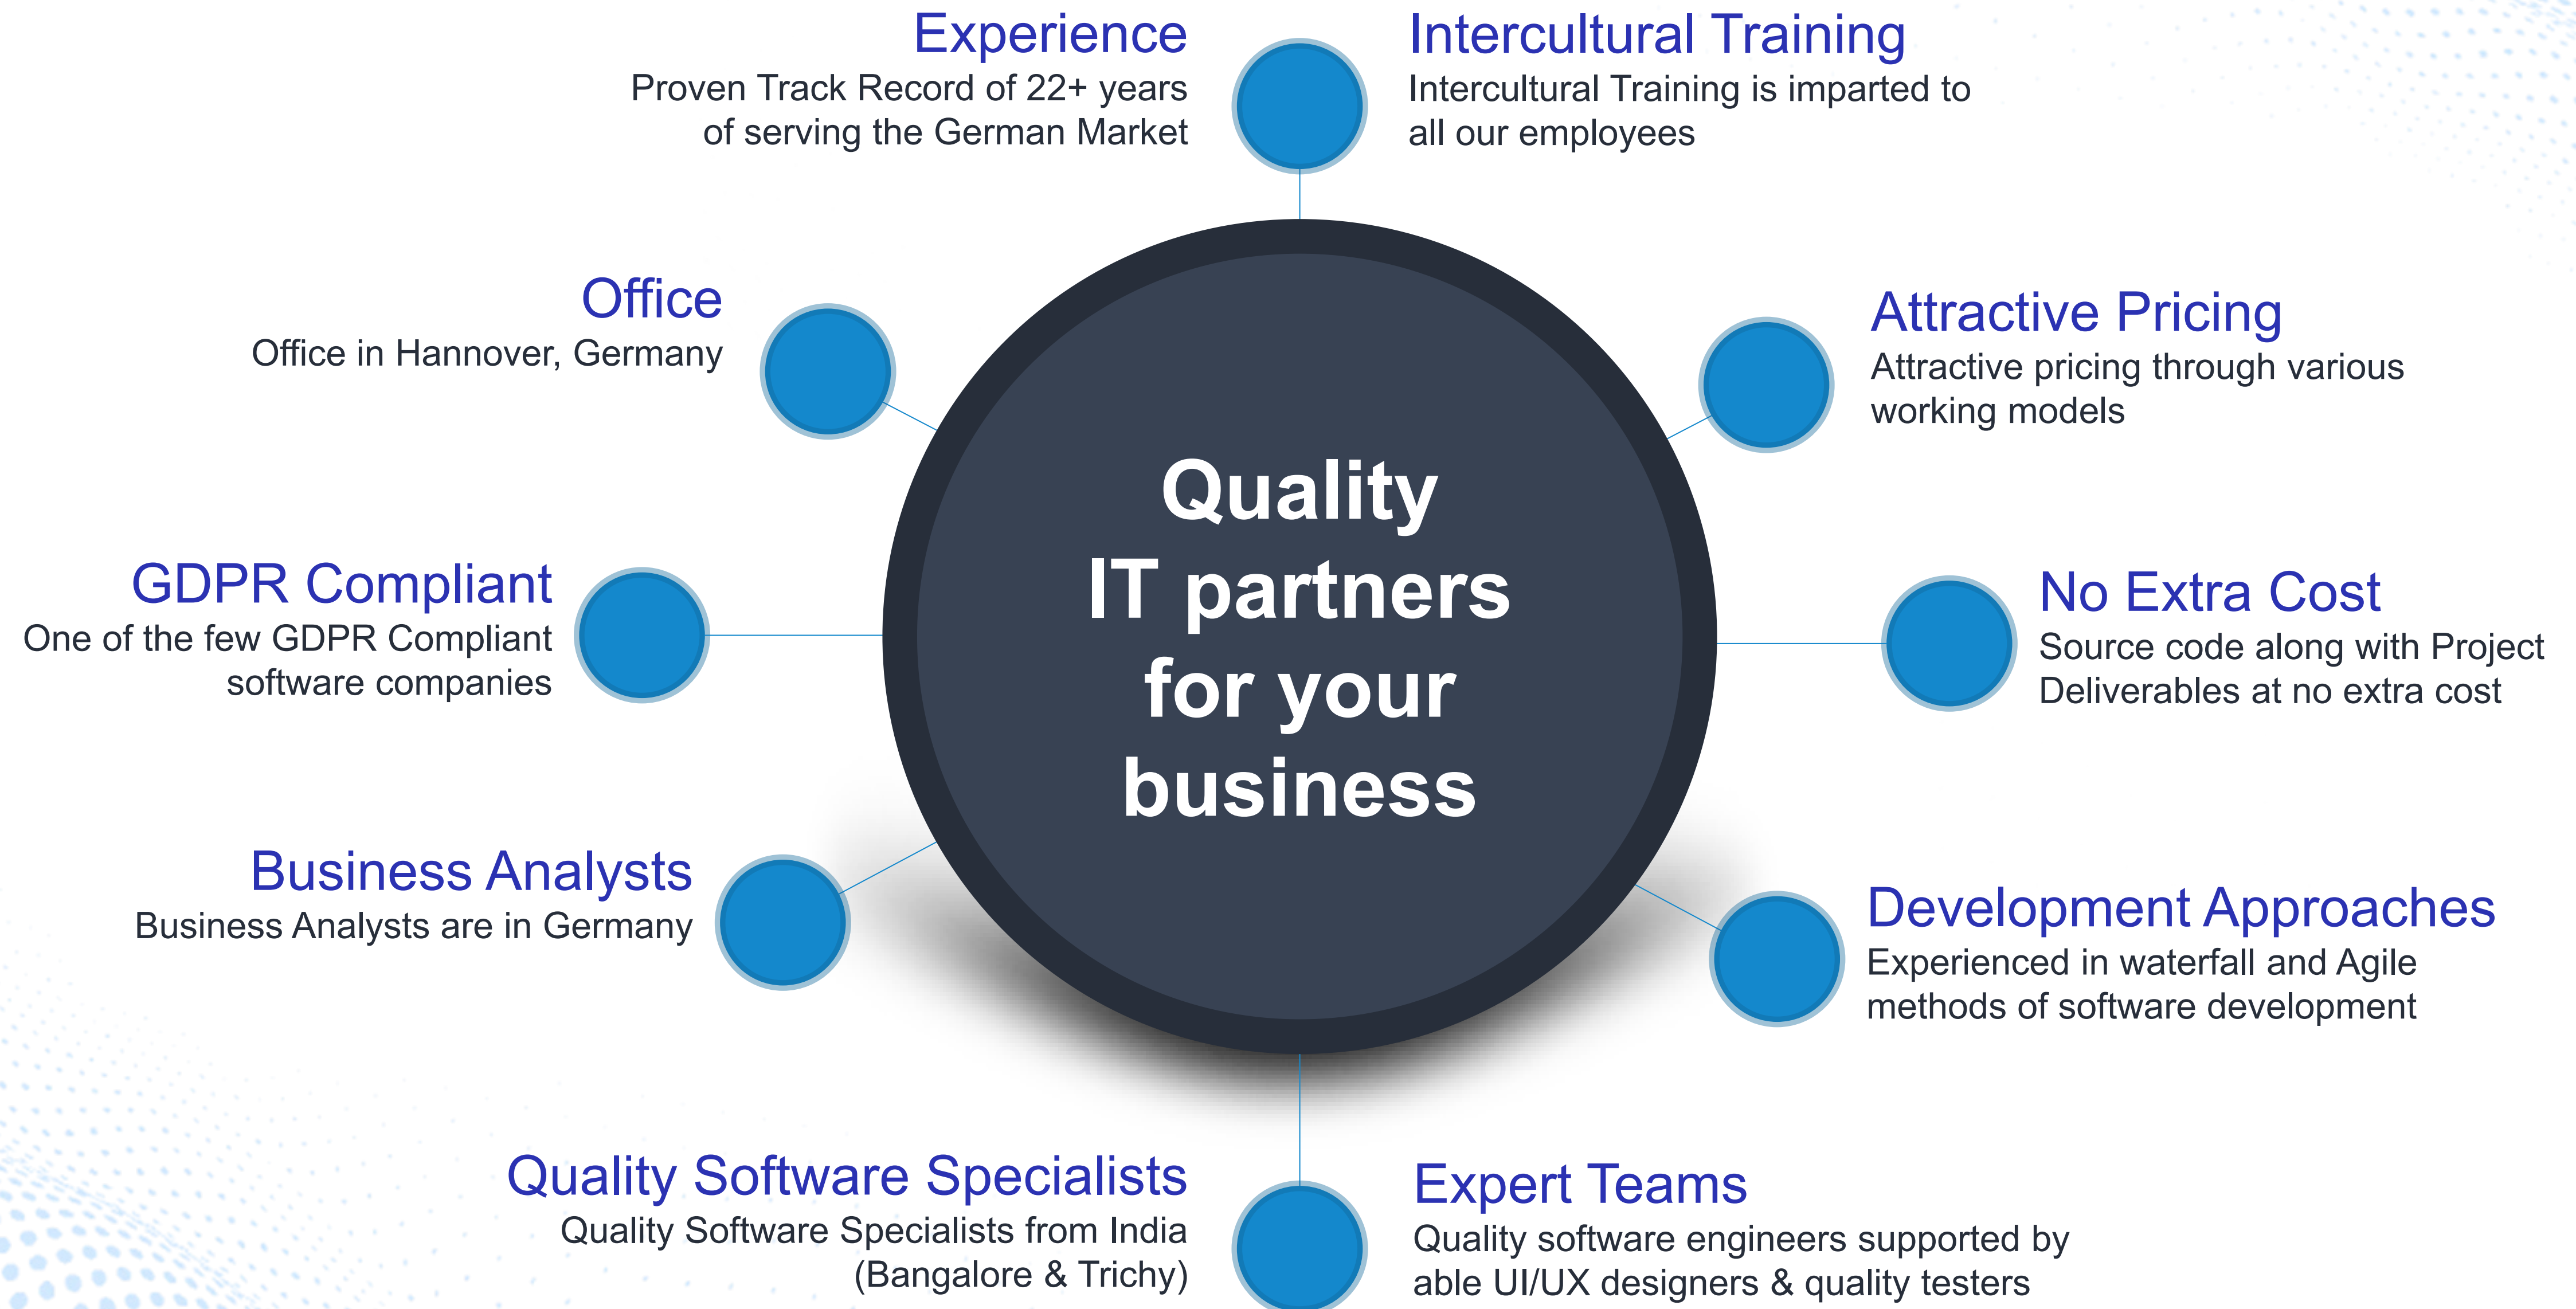 Experience
Proven Track Record of 22+ years
of serving the German Market
Intercultural Training
Intercultural Training is imparted to
all our employees
Office
Office in Hannover, Germany
Attractive Pricing
Attractive pricing through various
working models
Quality
IT partners
for your
business
GDPR Compliant
One of the few GDPR Compliant
software companies
No Extra Cost
Source code along with Project
Deliverables at no extra cost
Business Analysts
Business Analysts are in Germany
Development Approaches
Experienced in waterfall and Agile
methods of software development
Quality Software Specialists
Quality Software Specialists from India
(Bangalore & Trichy)
Expert Teams
Quality software engineers supported by
able UI/UX designers & quality testers